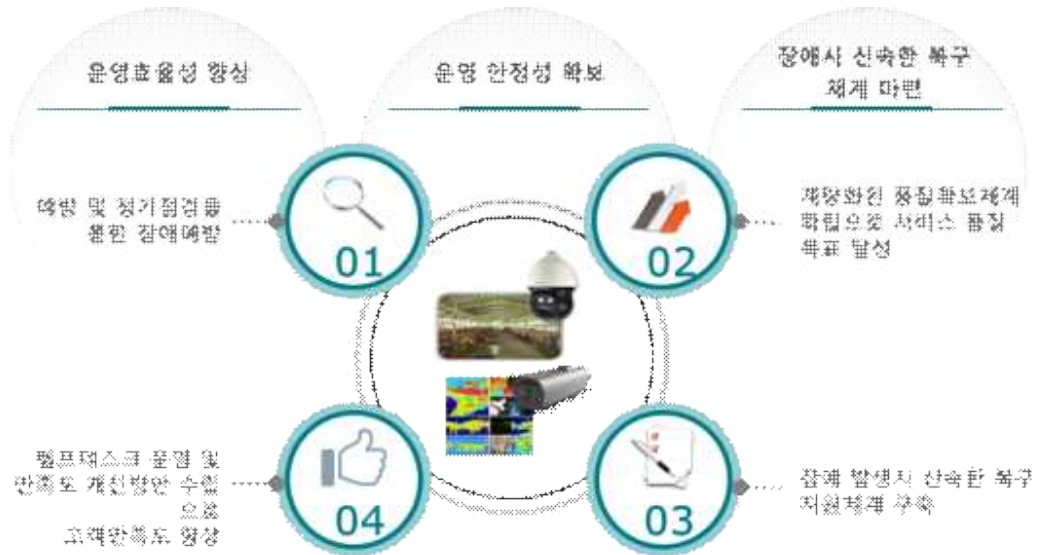 운영효율성 향상
운영 안정성 확보
장애시 신속한 복구
체계 마련
예방 및 정기점검을
통한 장애예방
01
계량화된 품질확보체계
확립으로 서비스 품질
목표 달성
02
헬프데스크 운영 및
만족도 개선방안 수립
으로
고객만족도 향상
04
장애 발생시 신속한 복구
지원체계 구축
03